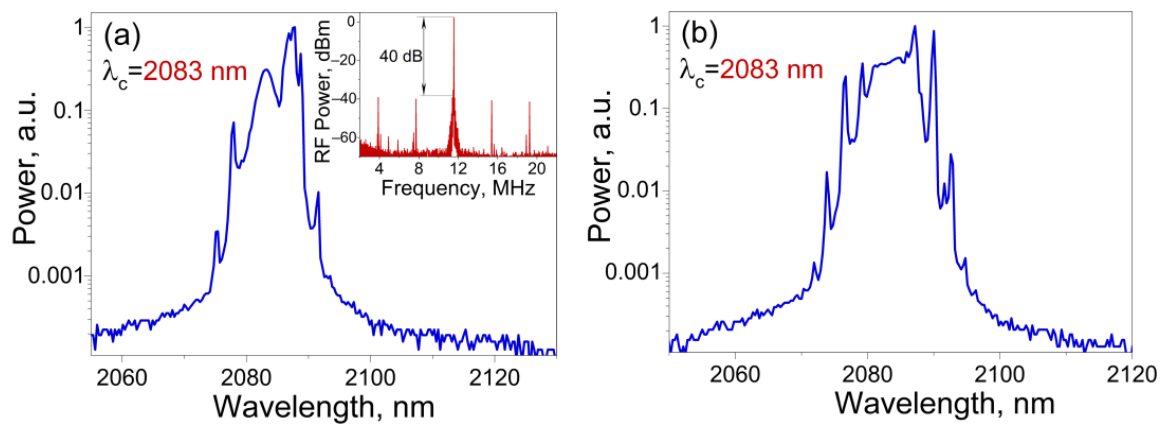 (a)
λc=2083 nm
Power, a.u.
1
0.1
0.01
0.001
2060 2080 2100 2120
Wavelength, nm
RF Power, dBm
0
−20
−40
−60
40 dB
4 8 12 16 20
Frequency, MHz
(b)
λc=2083 nm
Power, a.u.
1
0.1
0.01
0.001
2060 2080 2100 2120
Wavelength, nm